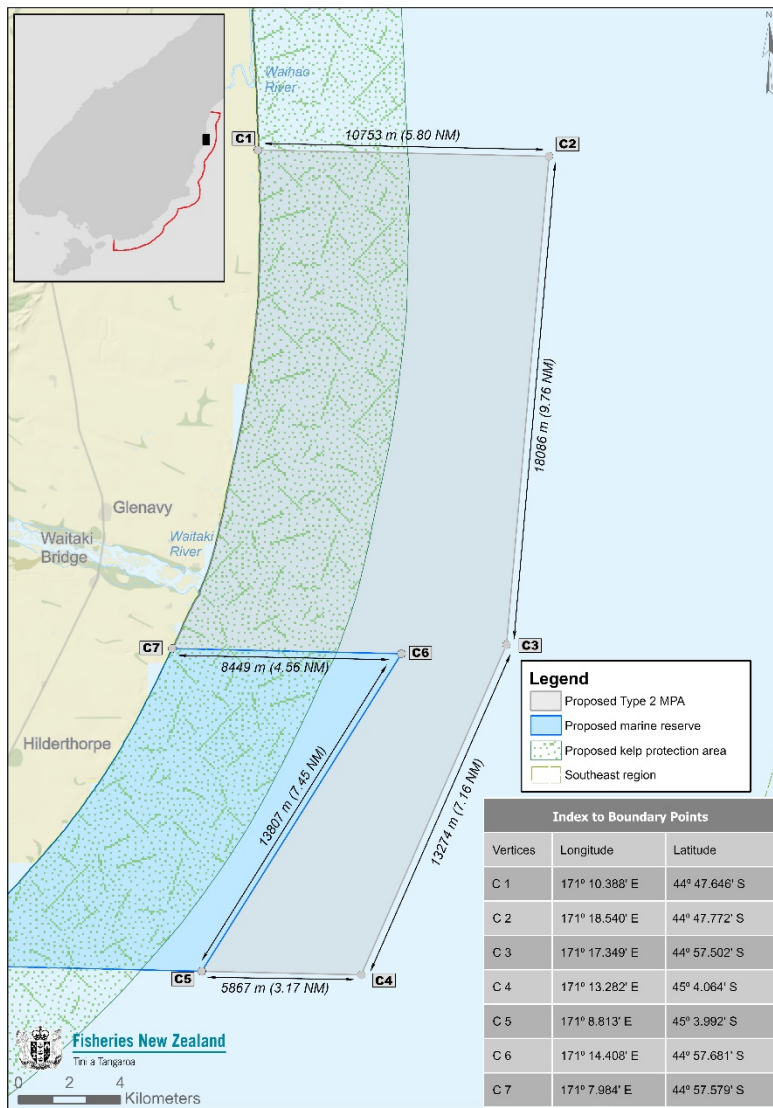 N
Waihao
River
C1
10753 m (5.80 NM)
C2
18086 m (9.76 NM)
Glenavy
Waitaki
Bridge
Waitaki
River
C7
8449 m (4.56 NM)
C6
C3
Hilderthorpe
13807 m (7.45 NM)
13274 m (7.16 NM)
C5
5867 m (3.17 NM)
C4
Legend
Proposed Type 2 MPA
Proposed marine reserve
Proposed kelp protection area
Southeast region
Index to Boundary Points
Vertices Longitude Latitude
C 1 171º 10.388' E 44º 47.646' S
C 2 171º 18.540' E 44º 47.772' S
C 3 171º 17.349' E 44º 57.502' S
C 4 171º 13.282' E 45º 4.064' S
C 5 171º 8.813' E 45º 3.992' S
C 6 171º 14.408' E 44º 57.681' S
C 7 171º 7.984' E 44º 57.579' S
Fisheries New Zealand
Tini a Tangaroa
0 2 4
Kilometers